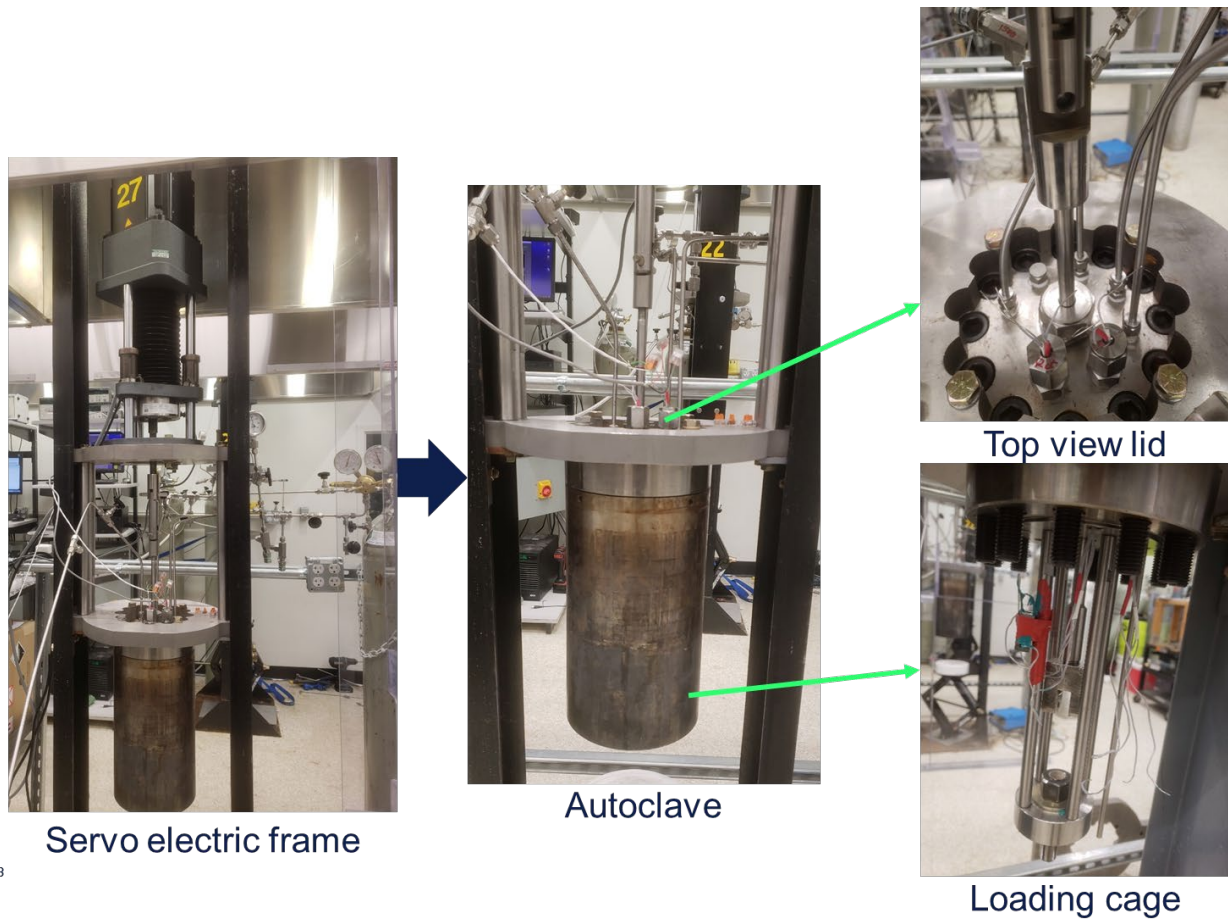 27
22
Top view lid
Autoclave
Servo electric frame
Loading cage